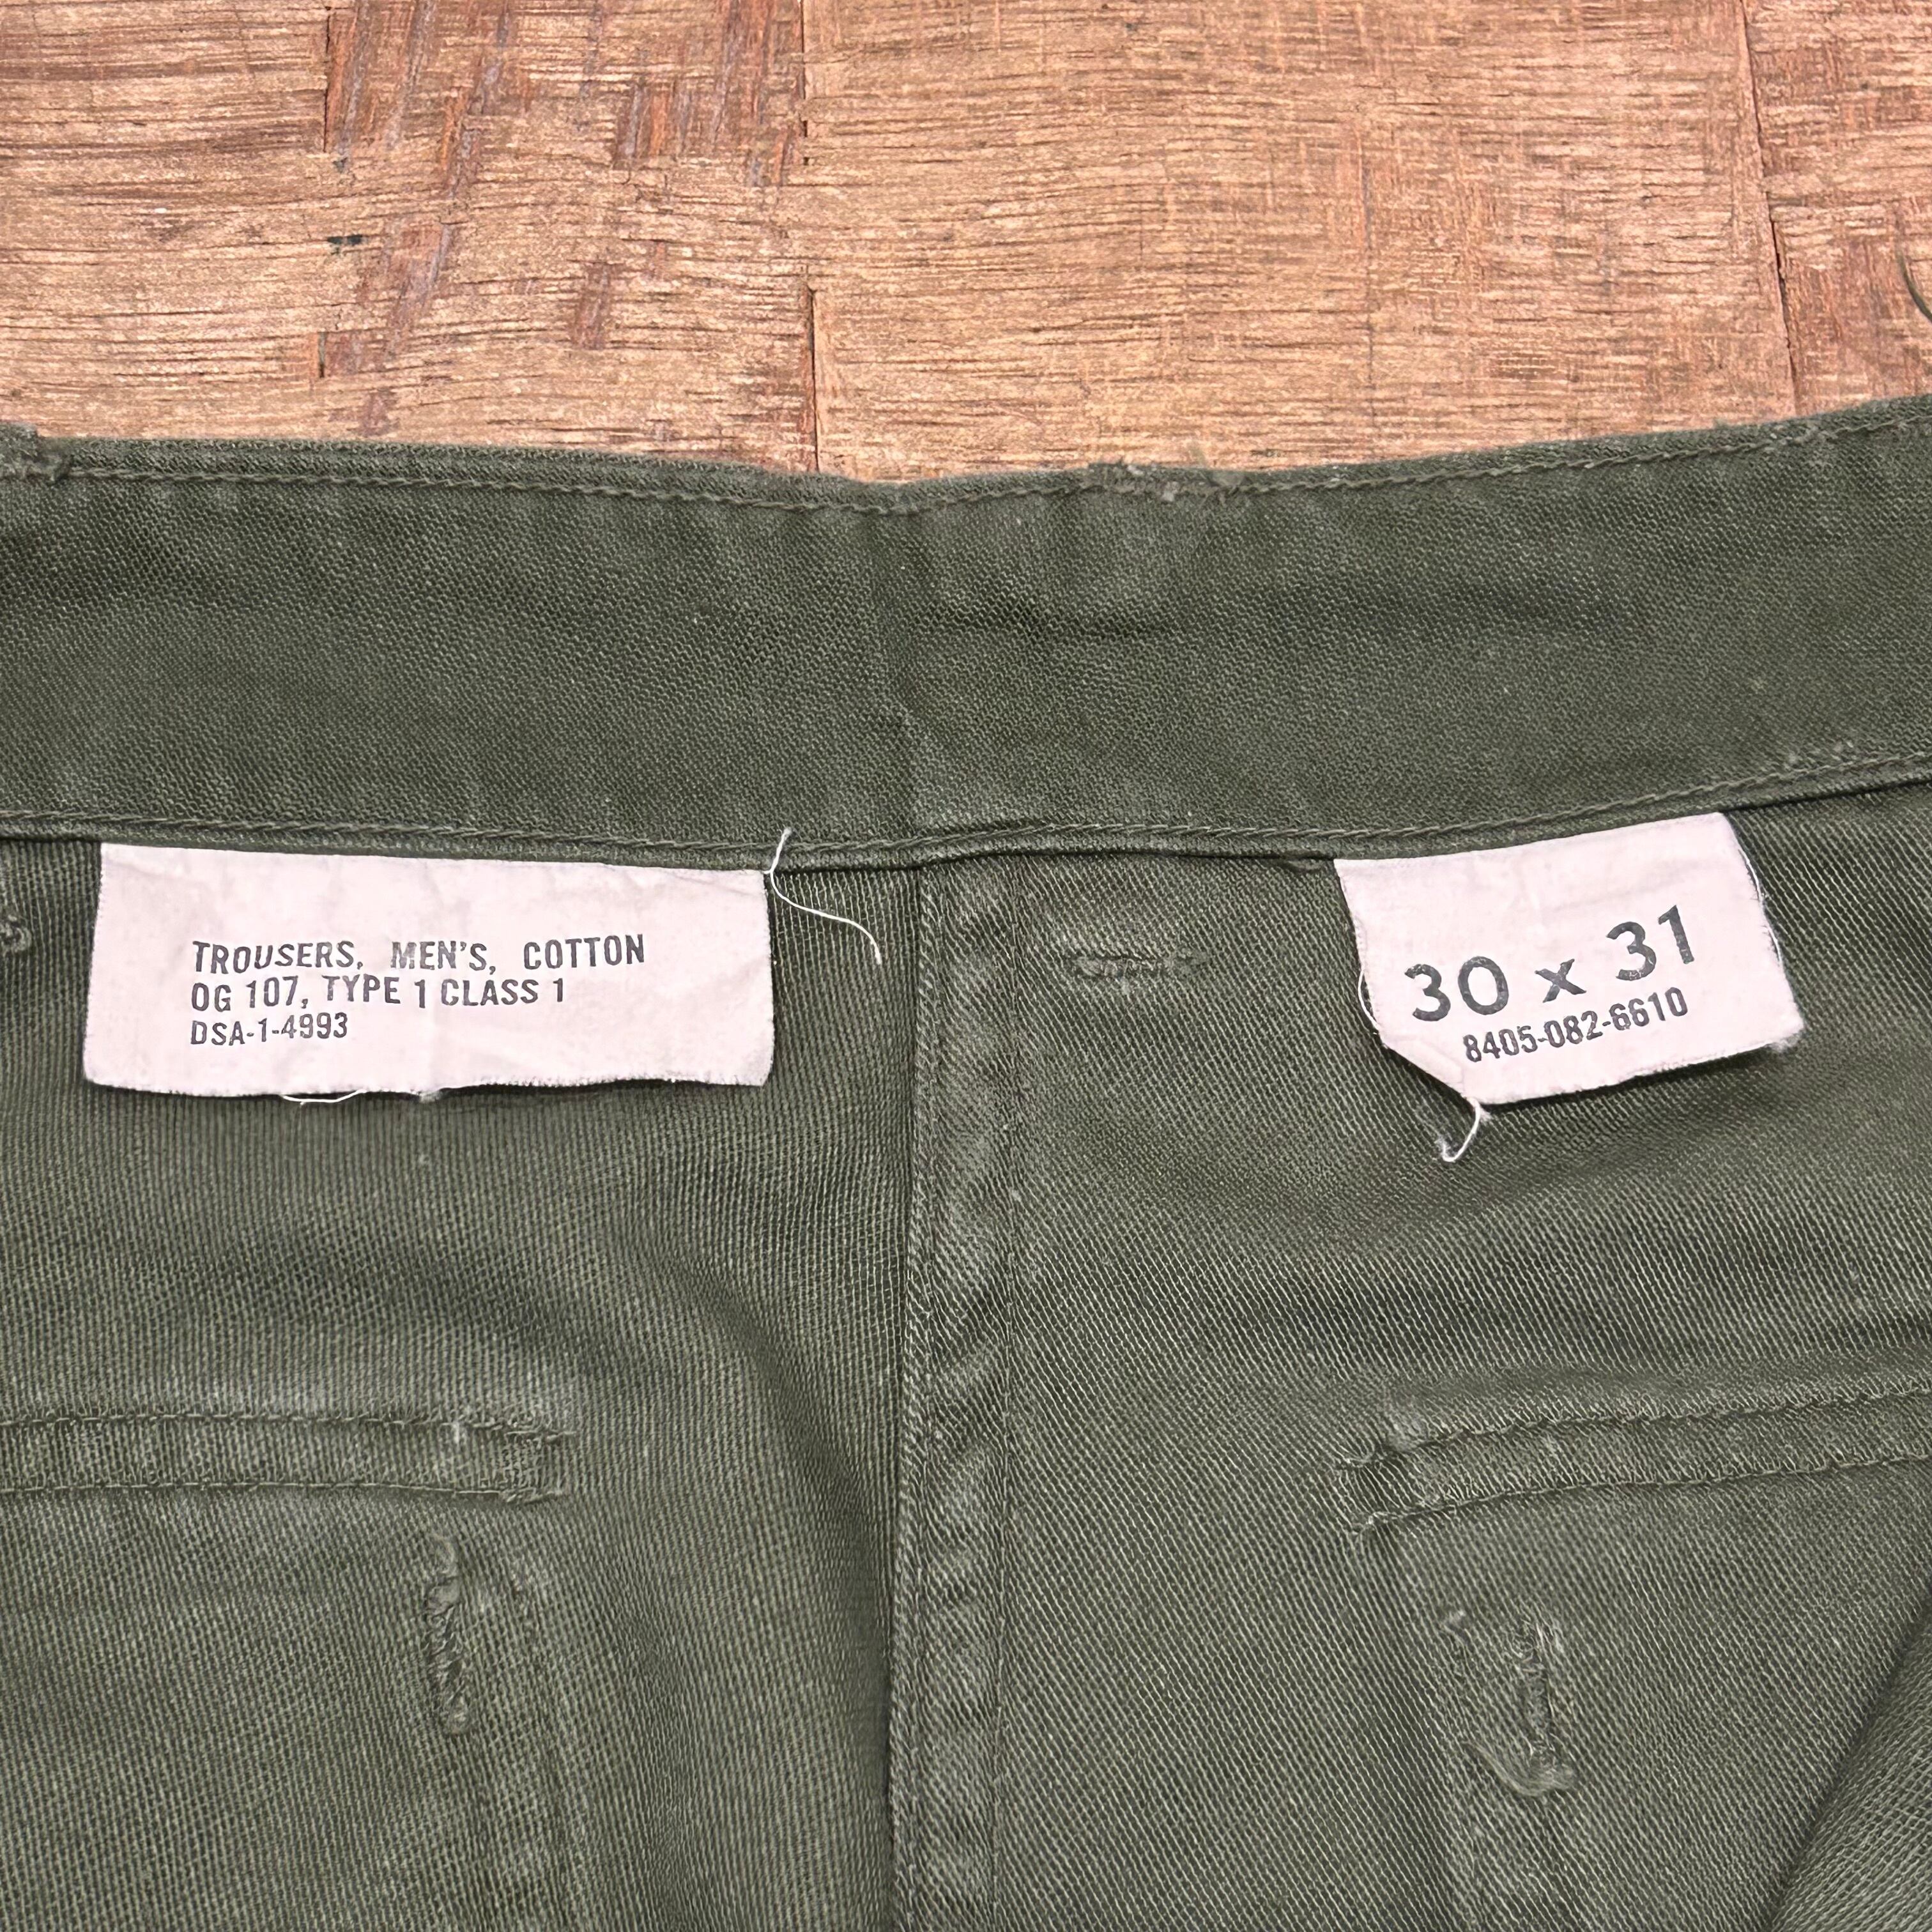 TROUSERS, MEN'S, COTTON
OG 107, TYPE 1 CLASS 1
DSA-1-4993
30 x 31
8405-082-6610